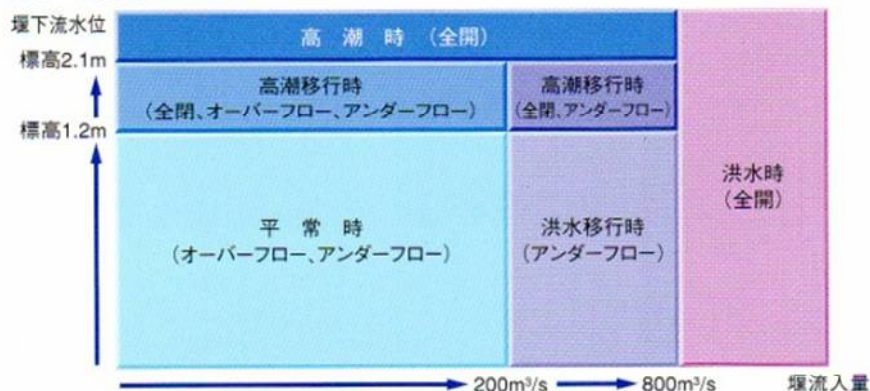 堰下流水位
標高2.1m
標高1.2m
高潮時（全開）
高潮移行時
（全閉、オーバーフロー、アンダーフロー）
高潮移行時
（全閉、アンダーフロー）
平常時
（オーバーフロー、アンダーフロー）
洪水移行時
（アンダーフロー）
洪水時
（全開）
200m³/s
800m³/s
堰流入量